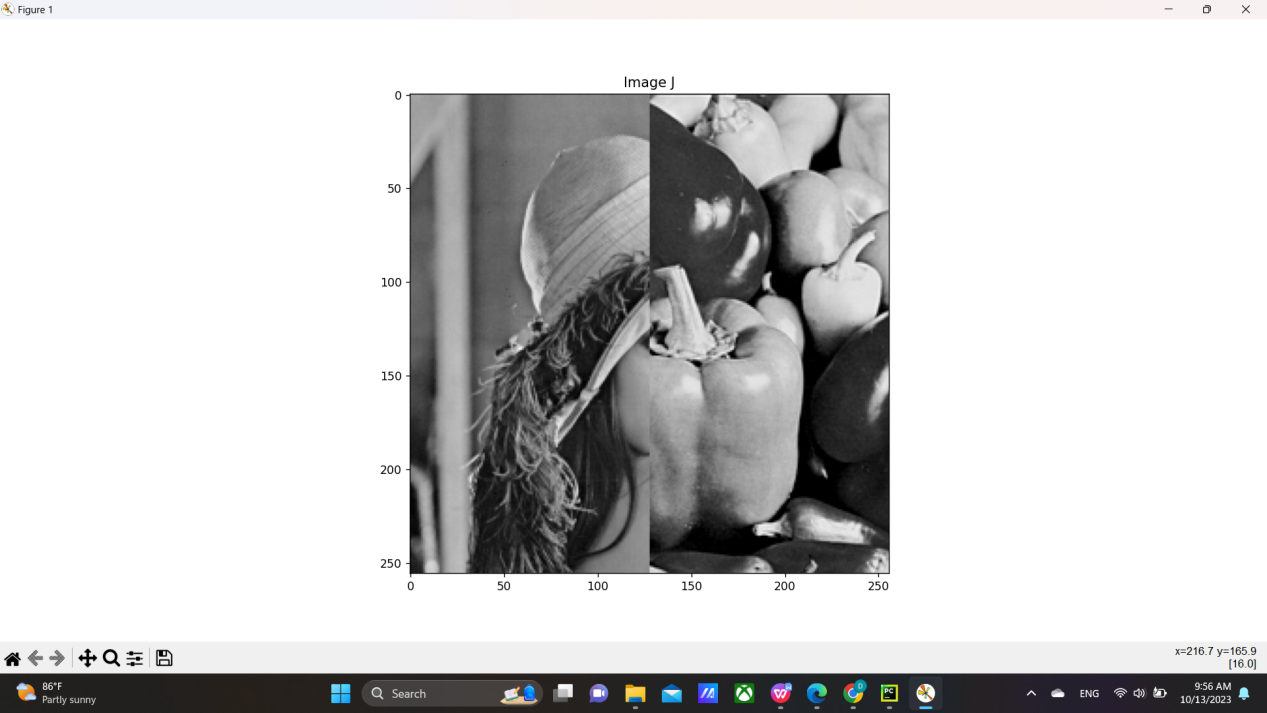 Figure 1
Image J
0
50
100
150
200
250
0 50 100 150 200 250
x=216.7 y=165.9
[16.0]
86°F
Partly sunny
Search
PC
D
ENG
9:56 AM
10/13/2023